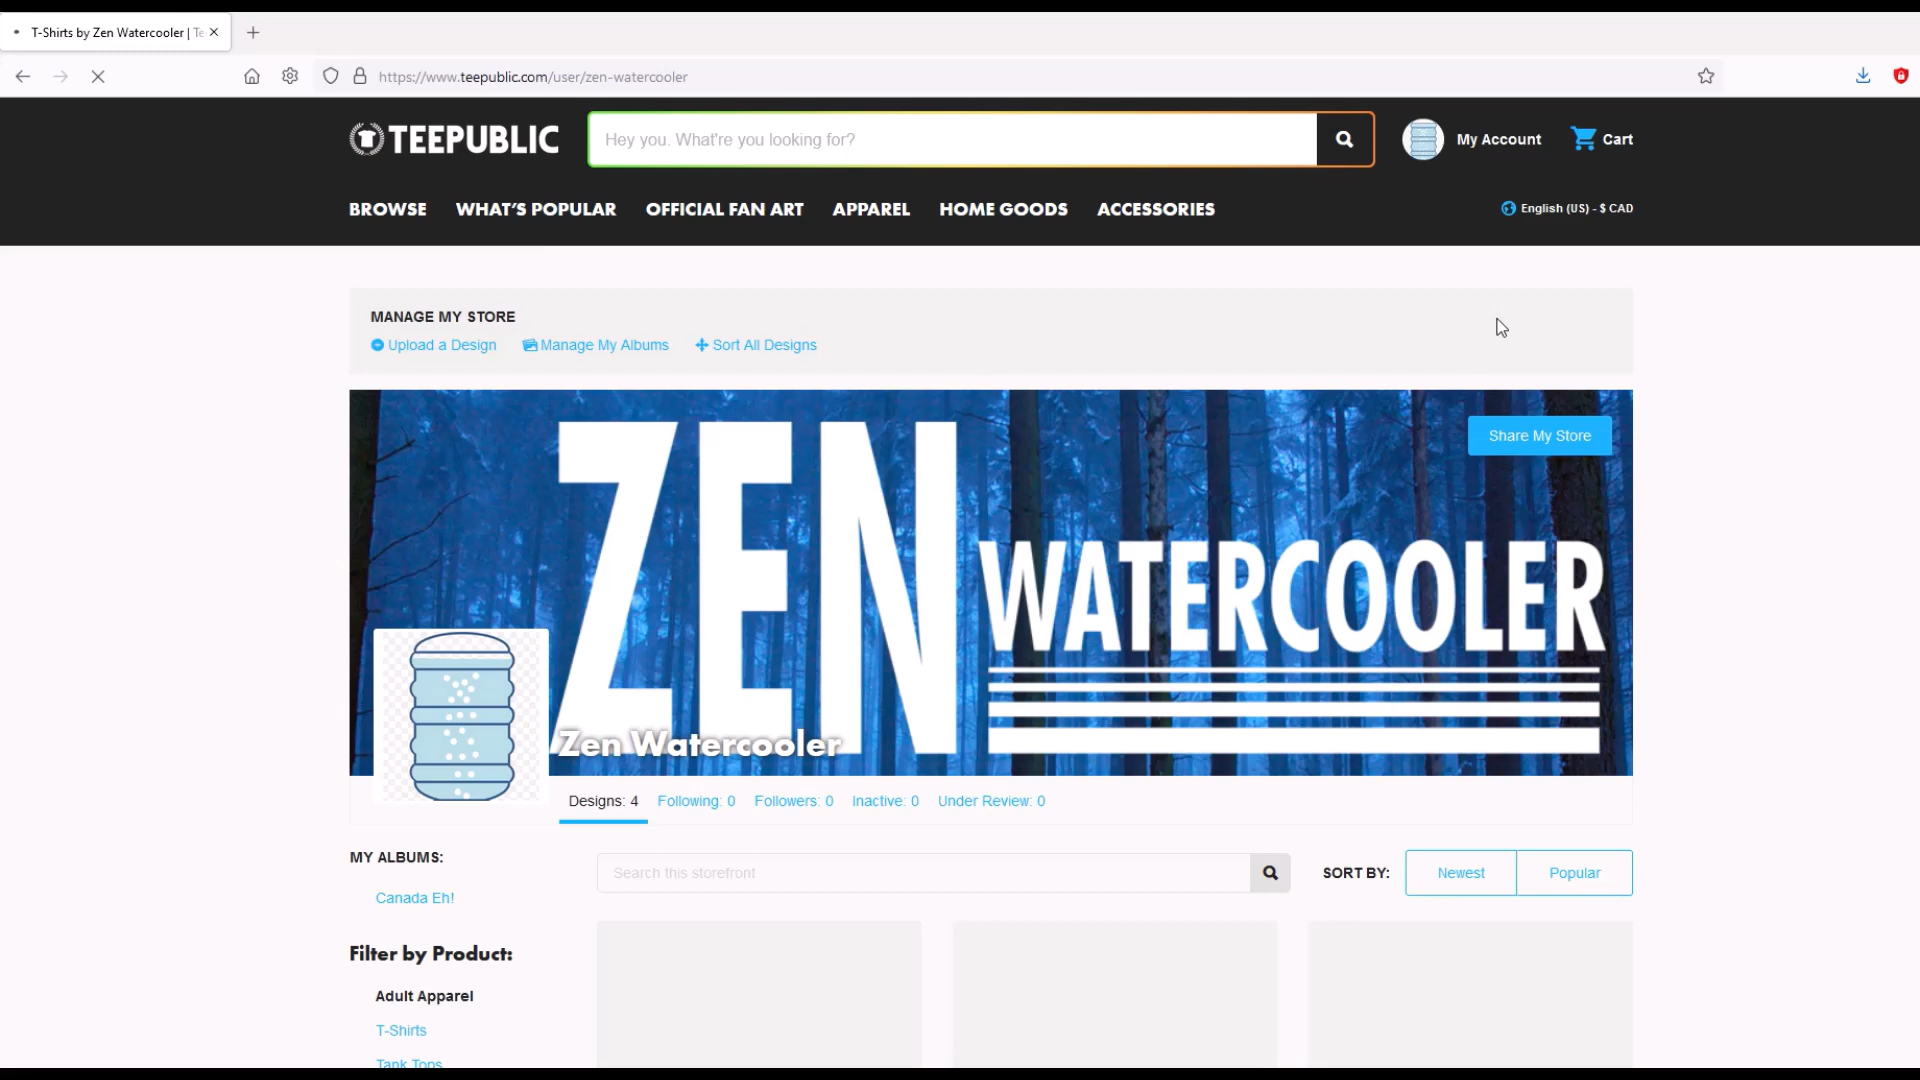 T-Shirts by Zen Watercooler | Te
https://www.teepublic.com/user/zen-watercooler
TEEPUBLIC
Hey you. What're you looking for?
My Account
Cart
BROWSE WHAT'S POPULAR OFFICIAL FAN ART APPAREL HOME GOODS ACCESSORIES
English (US) - $ CAD
MANAGE MY STORE
Upload a Design Manage My Albums Sort All Designs
Share My Store
ZEN WATERCOOLER
Zen Watercooler
Designs: 4 Following: 0 Followers: 0 Inactive: 0 Under Review: 0
MY ALBUMS:
Search this storefront
SORT BY: Newest Popular
Canada Eh!
Filter by Product:
Adult Apparel
T-Shirts
Tank Tops